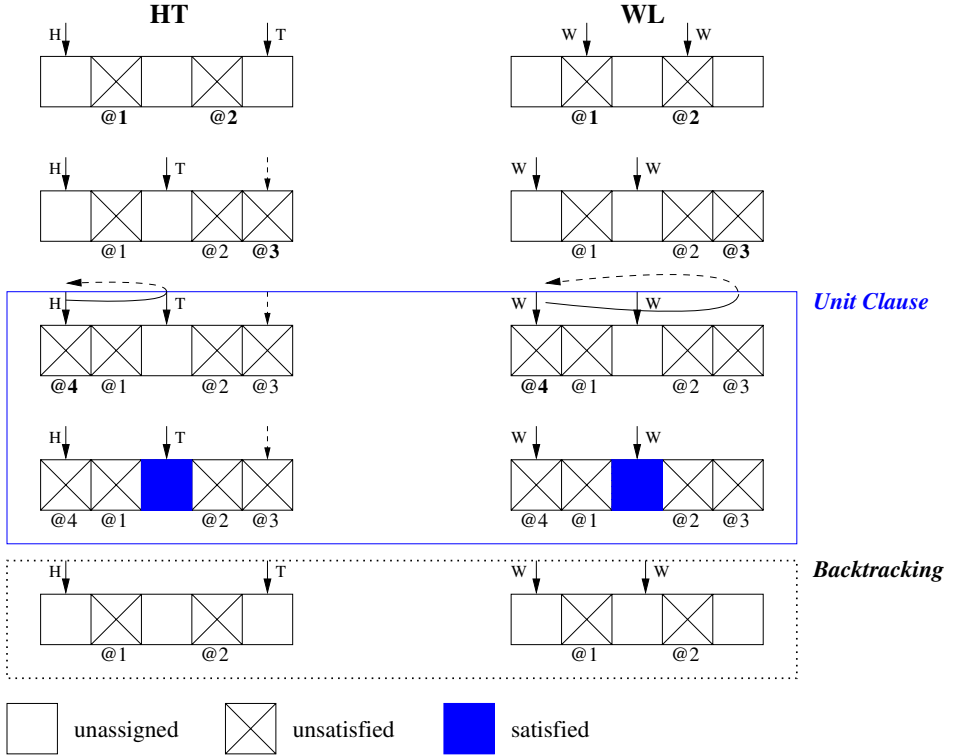 HT WL
H T W W
@1 @2 @1 @2
H T W W
@1 @2 @3 @1 @2 @3
H T W W Unit Clause
@4 @1 @2 @3 @4 @1 @2 @3
H T W W
@4 @1 @2 @3 @4 @1 @2 @3
H T W W Backtracking
@1 @2 @1 @2
unassigned unsatisfied satisfied